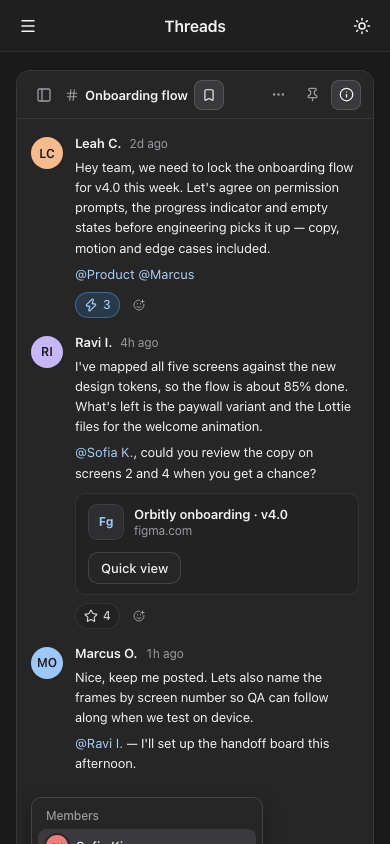 Threads
# Onboarding flow
LC
Leah C. 2d ago
Hey team, we need to lock the onboarding flow
for v4.0 this week. Let's agree on permission
prompts, the progress indicator and empty
states before engineering picks it up — copy,
motion and edge cases included.
@Product @Marcus
3
RI
Ravi I. 4h ago
I've mapped all five screens against the new
design tokens, so the flow is about 85% done.
What's left is the paywall variant and the Lottie
files for the welcome animation.
@Sofia K., could you review the copy on
screens 2 and 4 when you get a chance?
Fg
Orbitly onboarding · v4.0
figma.com
Quick view
4
MO
Marcus O. 1h ago
Nice, keep me posted. Lets also name the
frames by screen number so QA can follow
along when we test on device.
@Ravi I. — I'll set up the handoff board this
afternoon.
Members